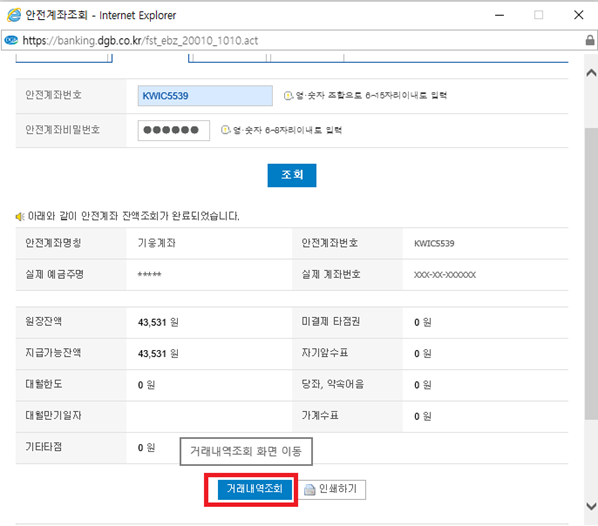 안전계좌조회 - Internet Explorer
https://banking.dgb.co.kr/fst_ebz_20010_1010.act
안전계좌번호 KWIC5539 영·숫자 조합으로 6~15자리이내로 입력
안전계좌비밀번호 ●●●●●● 영·숫자 6~8자리이내로 입력
조회
아래와 같이 안전계좌 잔액조회가 완료되었습니다.
안전계좌명칭 기웅계좌 안전계좌번호 KWIC5539
실제 예금주명 ***** 실제 계좌번호 XXX-XX-XXXXXX
원장잔액 43,531 원 미결제 타점권 0 원
지급가능잔액 43,531 원 자기앞수표 0 원
대월한도 0 원 당좌, 약속어음 0 원
대월만기일자 가계수표 0 원
기타타점 0 원
거래내역조회 화면 이동
거래내역조회 인쇄하기